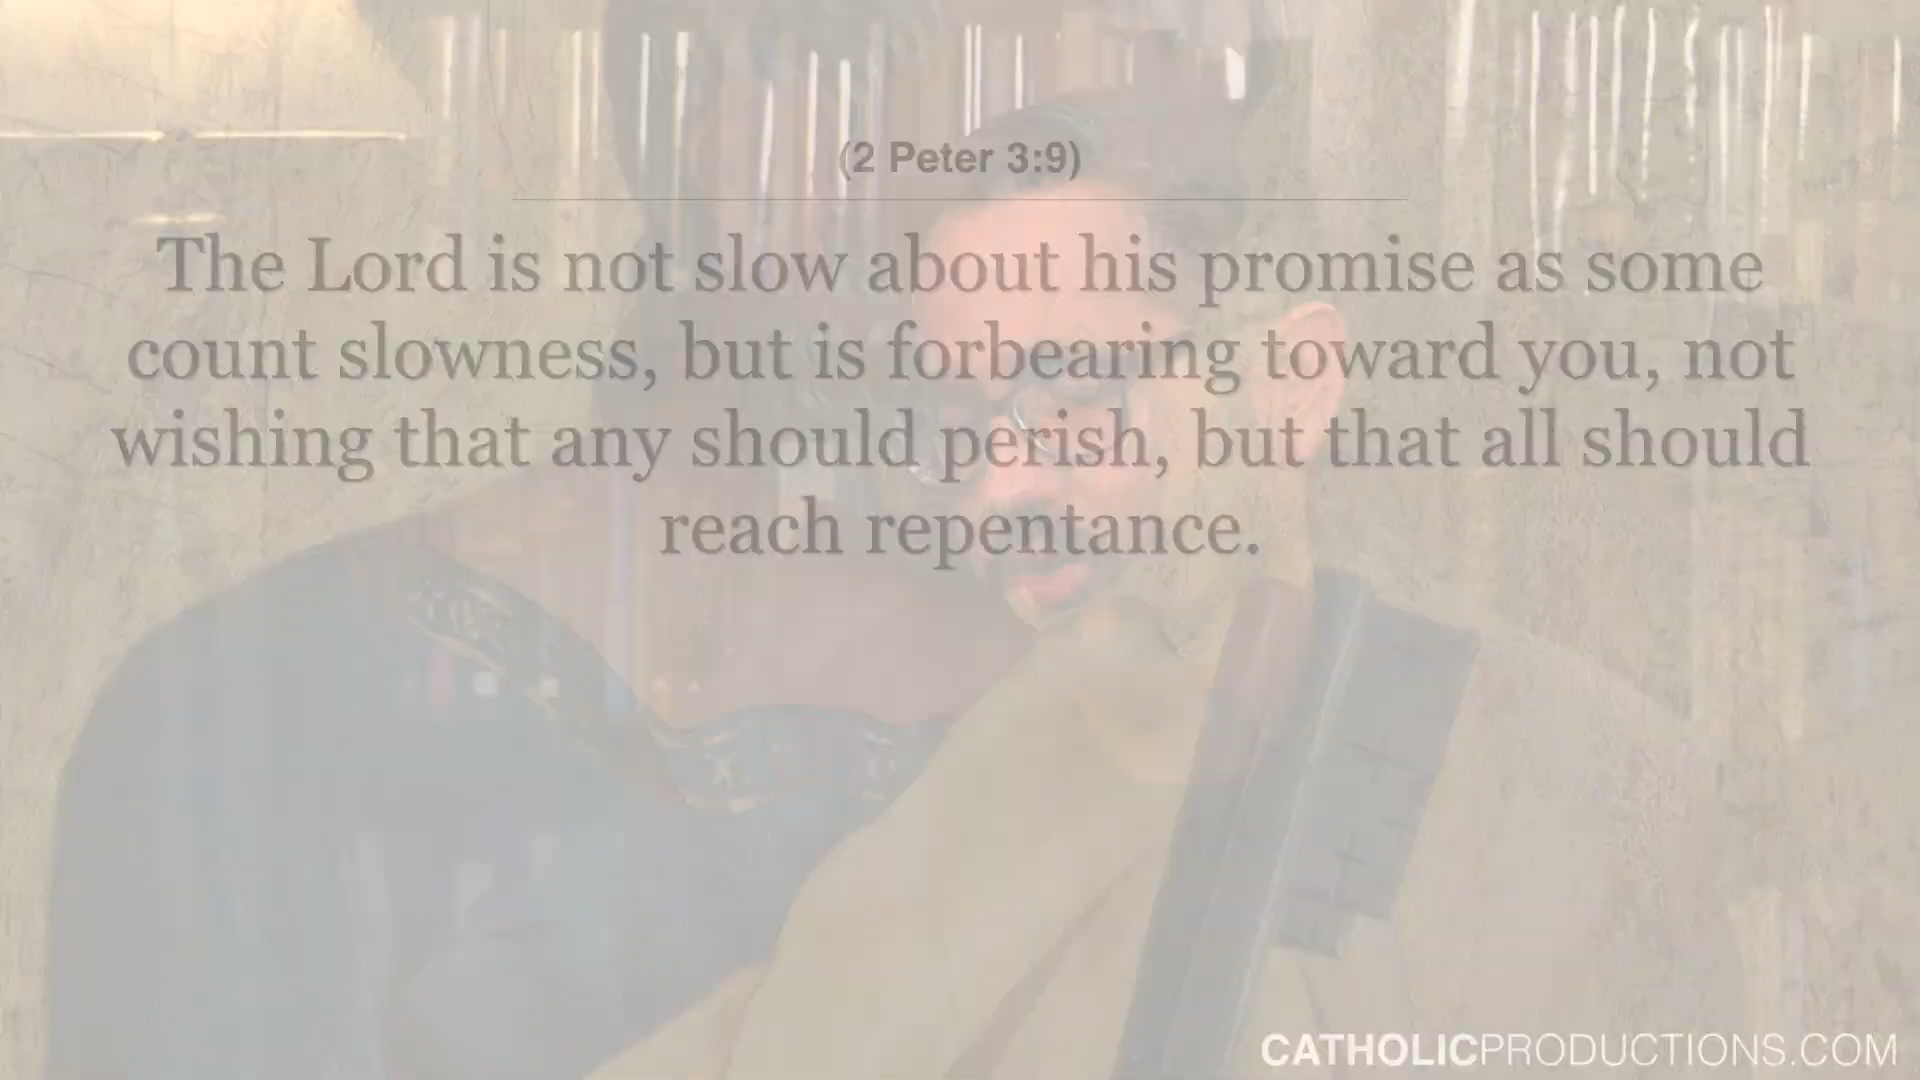 (2 Peter 3:9)
The Lord is not slow about his promise as some
count slowness, but is forbearing toward you, not
wishing that any should perish, but that all should
reach repentance.
CATHOLICPRODUCTIONS.COM